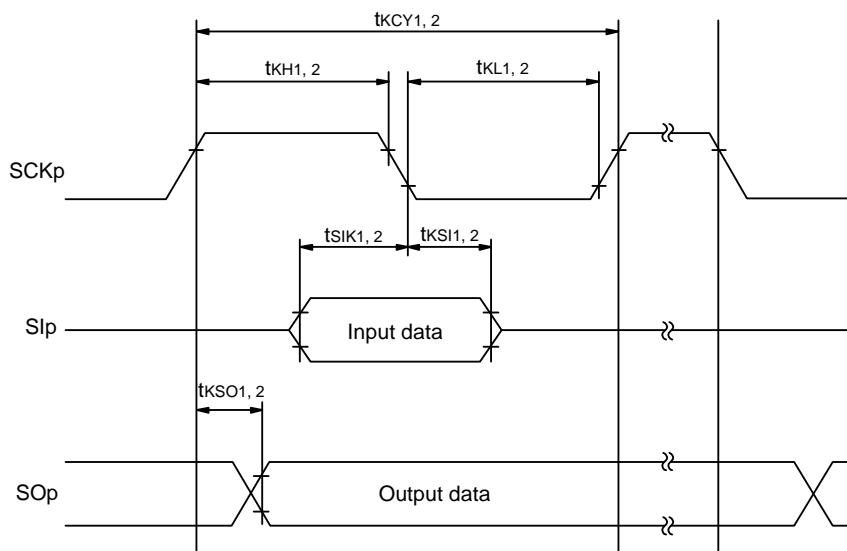 tKCY1, 2
tKH1, 2
tKL1, 2
SCKp
tSIK1, 2
tKSI1, 2
SIp
Input data
tKSO1, 2
SOp
Output data